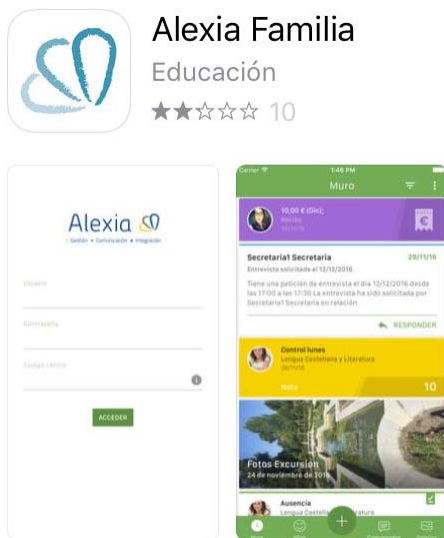 Alexia Familia
Educación
10
Alexia
Gestión • Comunicación • Integración
Usuario
Contraseña
Código centro
ACCEDER
Carrier 1:46 PM
Muro
10,00 € (Dic),
Recibo
Secretaria1 Secretaria 29/11/16
Entrevista solicitada el 12/12/2016
Tiene una petición de entrevista el día 12/12/2016 desde
las 17:00 a las 17:30 La entrevista ha sido solicitada por
Secretaria1 Secretaria en relación
RESPONDER
Control lunes
Lengua Castellana y Literatura
Nota 10
Fotos Excursión
24 de noviembre de 2016
Ausencia
Lengua Castella